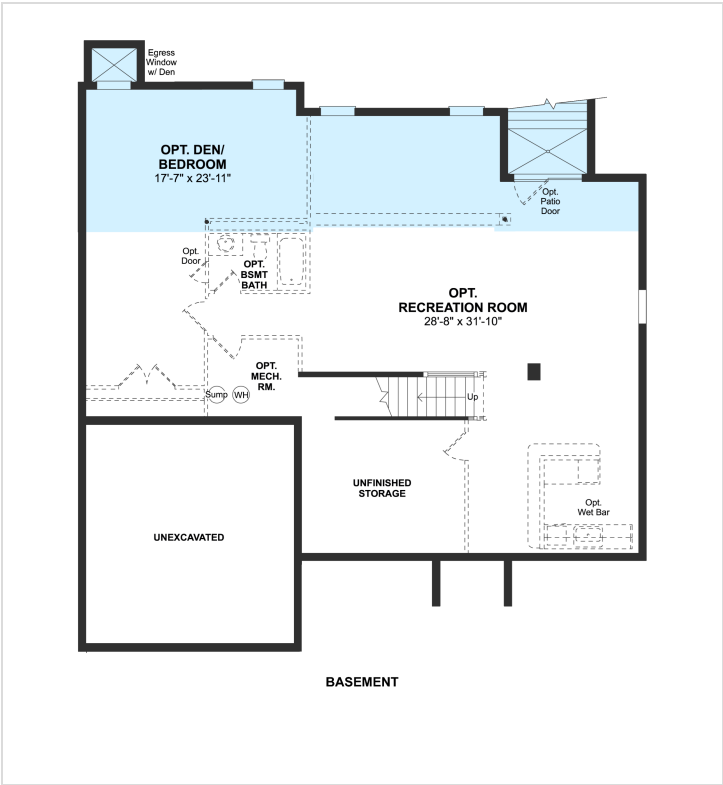 Egress
Window
w/ Den
OPT. DEN/
BEDROOM
17'-7" x 23'-11"
Opt.
Patio
Door
Opt.
Door
OPT.
BSMT
BATH
OPT.
RECREATION ROOM
28'-8" x 31'-10"
OPT.
MECH.
RM.
Sump
WH
Up
UNFINISHED
STORAGE
Opt.
Wet Bar
UNEXCAVATED
BASEMENT